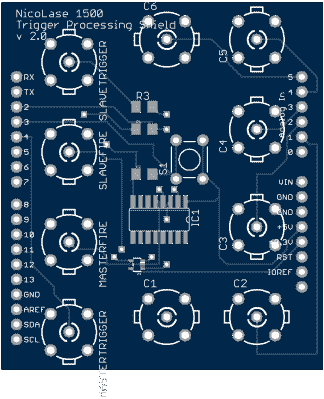 NicoLase 1500
Trigger Processing Shield
v 2.0
C6
C5
SLAVETRIGGER
RX
TX
2
3
4
5
6
7
8
9
10
11
12
13
GND
AREF
SDA
SCL
R3
SLAVEFIRE
S1
C4
Analog In
5
4
3
2
1
0
IC1
C3
VIN
GND
GND
+5V
RST
IOREF
MASTERFIRE
C1
C2
MASTERTRIGGER